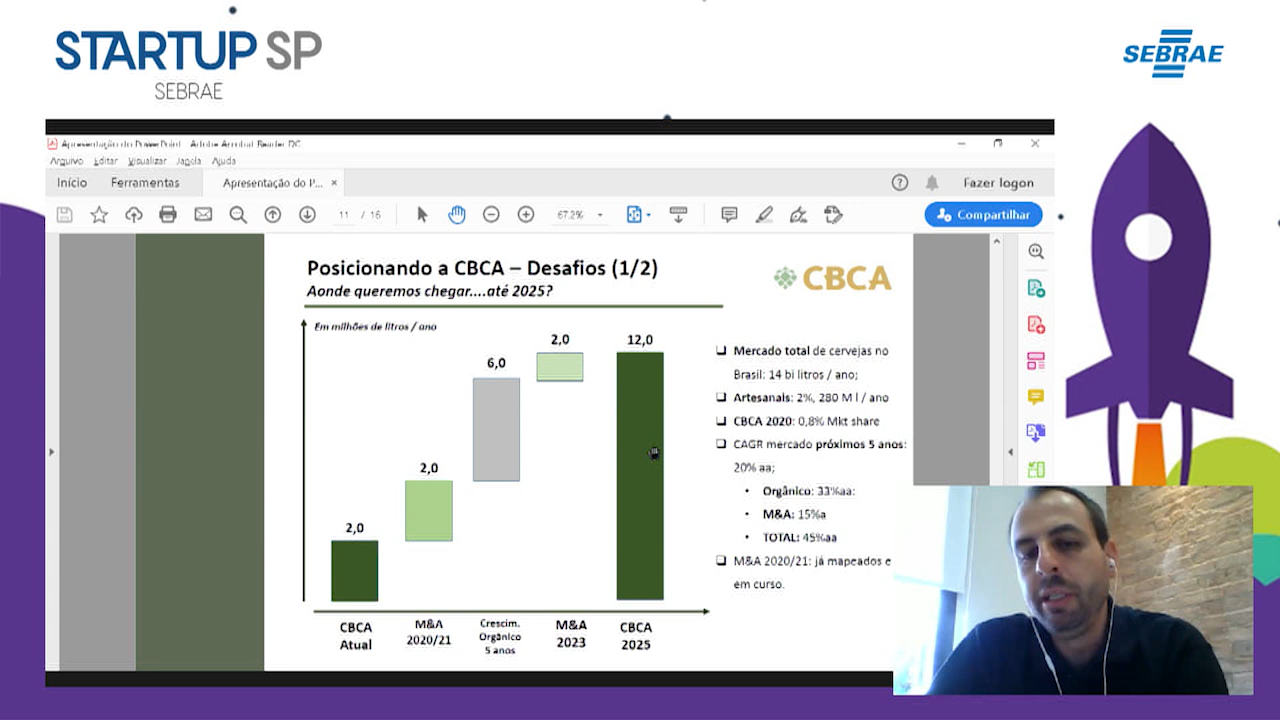 STARTUP SP
SEBRAE
SEBRAE
Apresentação do PowerPoint - Adobe Acrobat Reader DC
Arquivo Editar Visualizar Janela Ajuda
Início Ferramentas Apresentação do P... × Fazer logon
11 / 16 67,2% Compartilhar
Posicionando a CBCA – Desafios (1/2)
Aonde queremos chegar....até 2025?
CBCA
Em milhões de litros / ano
2,0
2,0
6,0
2,0
12,0
CBCA
Atual
M&A
2020/21
Crescim.
Orgânico
5 anos
M&A
2023
CBCA
2025
Mercado total de cervejas no
Brasil: 14 bi litros / ano;
Artesanais: 2%, 280 M l / ano
CBCA 2020: 0,8% Mkt share
CAGR mercado próximos 5 anos:
20% aa;
• Orgânico: 33%aa:
• M&A: 15%a
• TOTAL: 45%aa
M&A 2020/21: já mapeados e
em curso.